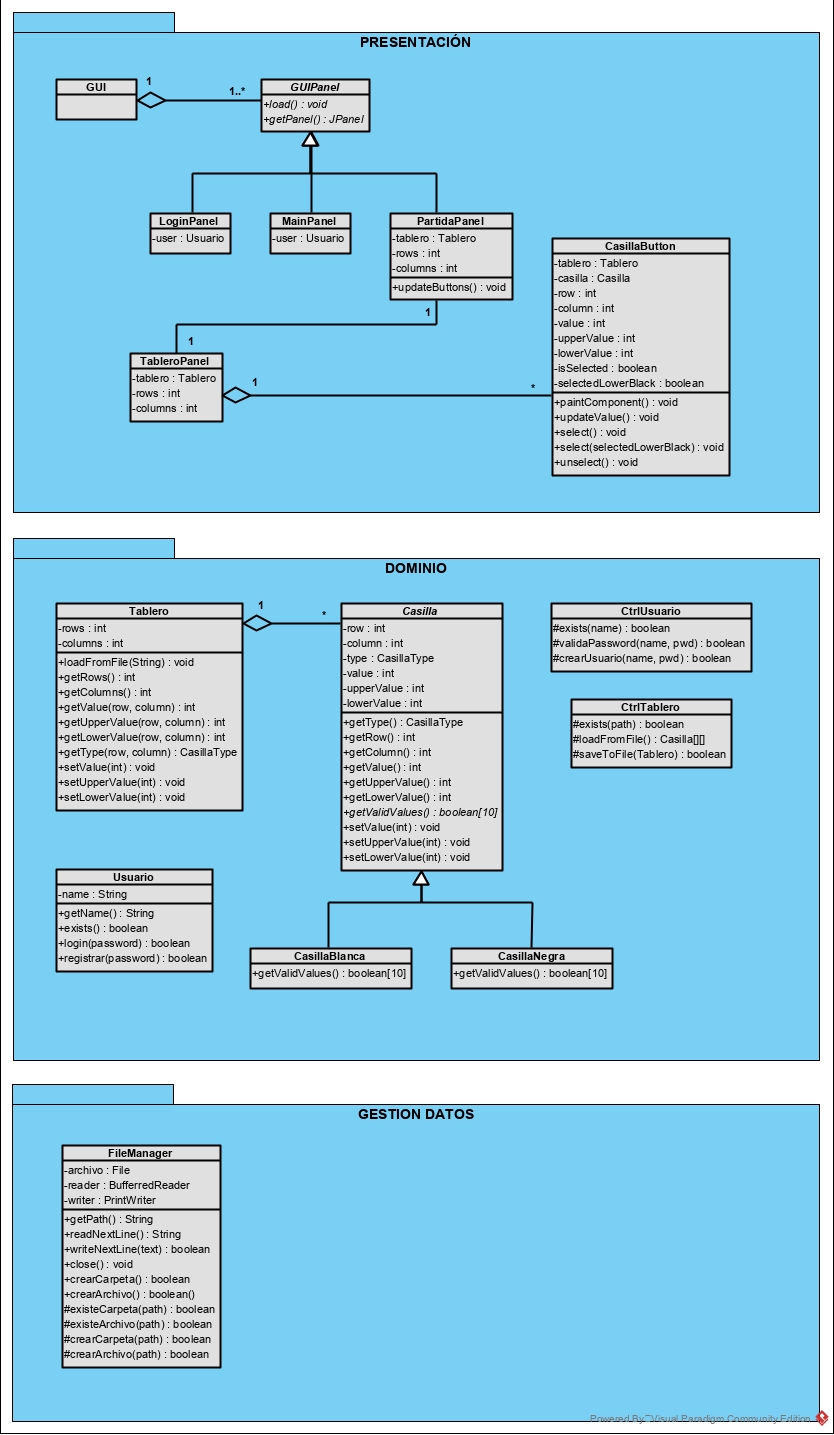 PRESENTACIÓN
GUI
1
1..*
GUIPanel
+load() : void
+getPanel() : JPanel
LoginPanel
-user : Usuario
MainPanel
-user : Usuario
PartidaPanel
-tablero : Tablero
-rows : int
-columns : int
+updateButtons() : void
1
1
TableroPanel
-tablero : Tablero
-rows : int
-columns : int
1
*
CasillaButton
-tablero : Tablero
-casilla : Casilla
-row : int
-column : int
-value : int
-upperValue : int
-lowerValue : int
-isSelected : boolean
-selectedLowerBlack : boolean
+paintComponent() : void
+updateValue() : void
+select() : void
+select(selectedLowerBlack) : void
+unselect() : void
DOMINIO
Tablero
-rows : int
-columns : int
+loadFromFile(String) : void
+getRows() : int
+getColumns() : int
+getValue(row, column) : int
+getUpperValue(row, column) : int
+getLowerValue(row, column) : int
+getType(row, column) : CasillaType
+setValue(int) : void
+setUpperValue(int) : void
+setLowerValue(int) : void
1
*
Casilla
-row : int
-column : int
-type : CasillaType
-value : int
-upperValue : int
-lowerValue : int
+getType() : CasillaType
+getRow() : int
+getColumn() : int
+getValue() : int
+getUpperValue() : int
+getLowerValue() : int
+getValidValues() : boolean[10]
+setValue(int) : void
+setUpperValue(int) : void
+setLowerValue(int) : void
CtrlUsuario
#exists(name) : boolean
#validaPassword(name, pwd) : boolean
#crearUsuario(name, pwd) : boolean
CtrlTablero
#exists(path) : boolean
#loadFromFile() : Casilla[][]
#saveToFile(Tablero) : boolean
Usuario
-name : String
+getName() : String
+exists() : boolean
+login(password) : boolean
+registrar(password) : boolean
CasillaBlanca
+getValidValues() : boolean[10]
CasillaNegra
+getValidValues() : boolean[10]
GESTION DATOS
FileManager
-archivo : File
-reader : BufferredReader
-writer : PrintWriter
+getPath() : String
+readNextLine() : String
+writeNextLine(text) : boolean
+close() : void
+crearCarpeta() : boolean
+crearArchivo() : boolean()
#existeCarpeta(path) : boolean
#existeArchivo(path) : boolean
#crearCarpeta(path) : boolean
#crearArchivo(path) : boolean
Powered By Visual Paradigm Community Edition